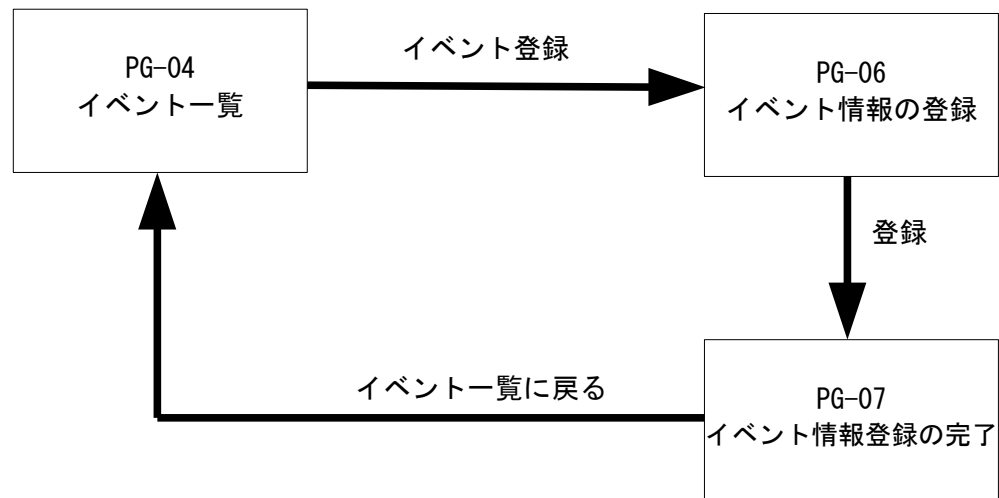 イベント登録
PG-04
イベント一覧
PG-06
イベント情報の登録
登録
イベント一覧に戻る
PG-07
イベント情報登録の完了